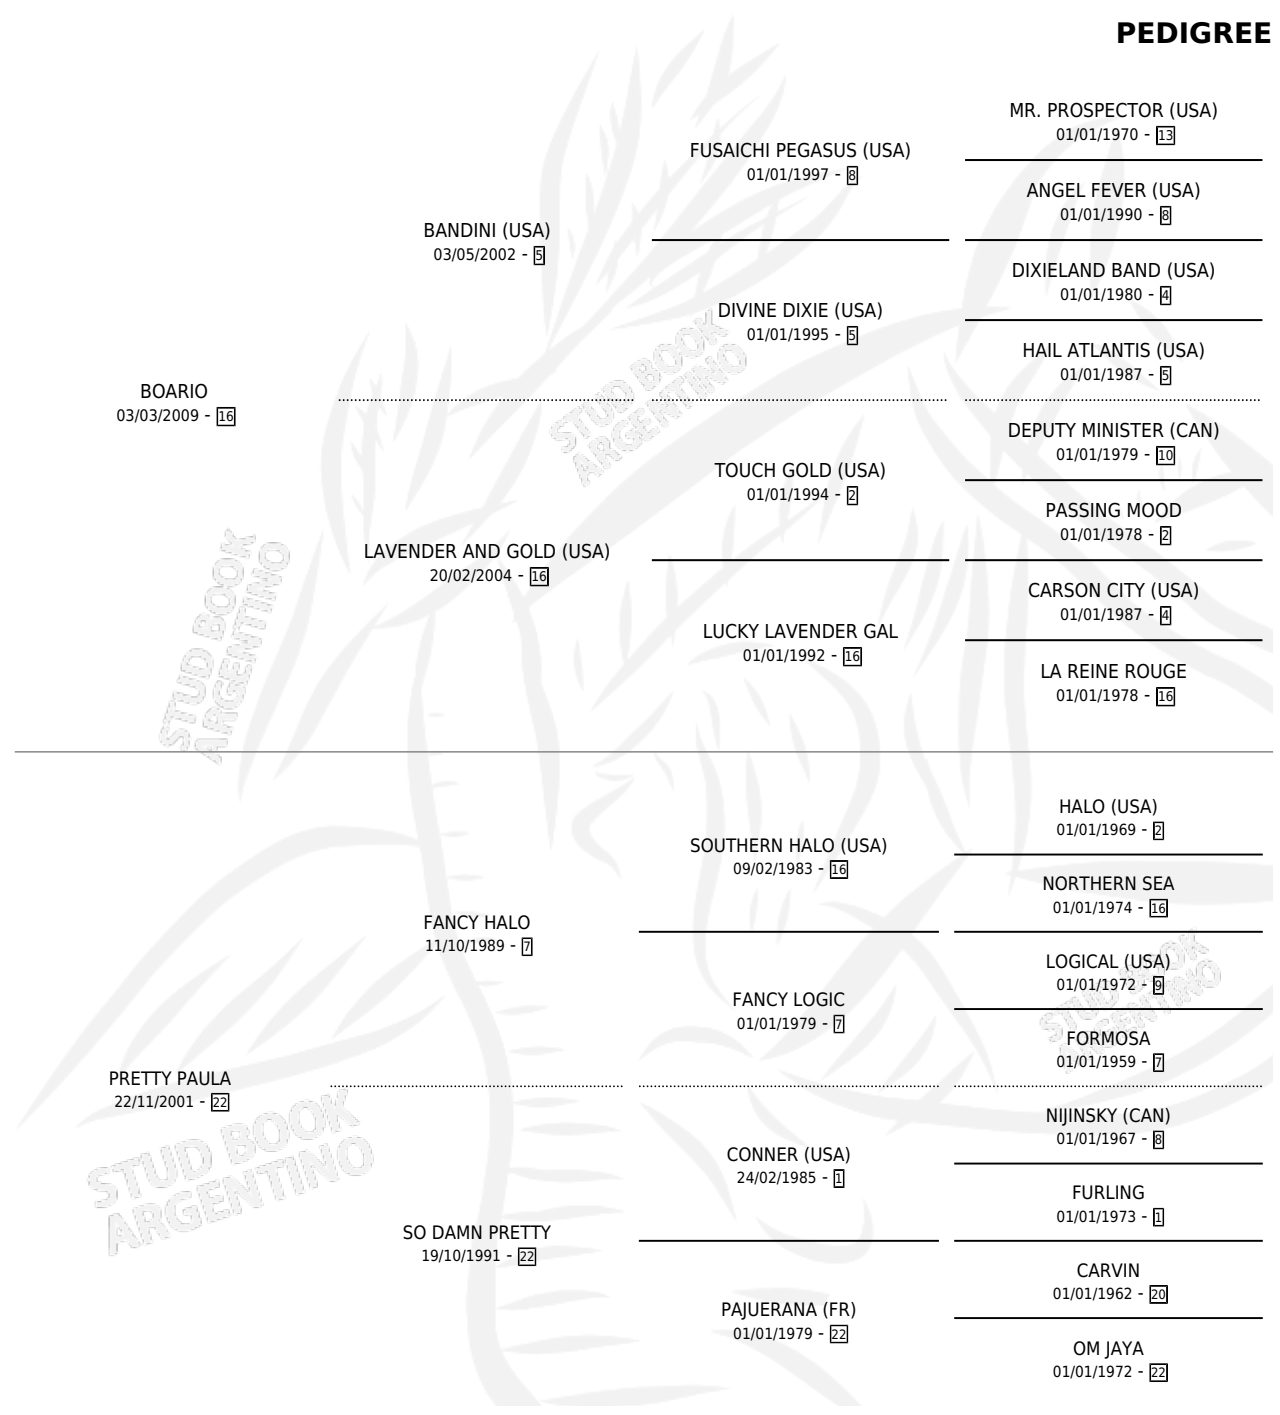 PEDIGREE
MR. PROSPECTOR (USA)
01/01/1970 - 13
FUSAICHI PEGASUS (USA)
01/01/1997 - 8
ANGEL FEVER (USA)
01/01/1990 - 8
BANDINI (USA)
03/05/2002 - 5
DIXIELAND BAND (USA)
01/01/1980 - 4
DIVINE DIXIE (USA)
01/01/1995 - 5
HAIL ATLANTIS (USA)
01/01/1987 - 5
STUD BOOK
ARGENTINO
BOARIO
03/03/2009 - 16
DEPUTY MINISTER (CAN)
01/01/1979 - 10
TOUCH GOLD (USA)
01/01/1994 - 2
PASSING MOOD
01/01/1978 - 2
LAVENDER AND GOLD (USA)
20/02/2004 - 16
CARSON CITY (USA)
01/01/1987 - 4
LUCKY LAVENDER GAL
01/01/1992 - 16
LA REINE ROUGE
01/01/1978 - 16
STUD BOOK
ARGENTINO
HALO (USA)
01/01/1969 - 2
SOUTHERN HALO (USA)
09/02/1983 - 16
NORTHERN SEA
01/01/1974 - 16
FANCY HALO
11/10/1989 - 7
LOGICAL (USA)
01/01/1972 - 9
FANCY LOGIC
01/01/1979 - 7
FORMOSA
01/01/1959 - 7
STUD BOOK
ARGENTINO
PRETTY PAULA
22/11/2001 - 22
NIJINSKY (CAN)
01/01/1967 - 8
CONNER (USA)
24/02/1985 - 1
FURLING
01/01/1973 - 1
STUD BOOK
ARGENTINO
SO DAMN PRETTY
19/10/1991 - 22
CARVIN
01/01/1962 - 20
PAJUERANA (FR)
01/01/1979 - 22
OM JAYA
01/01/1972 - 22